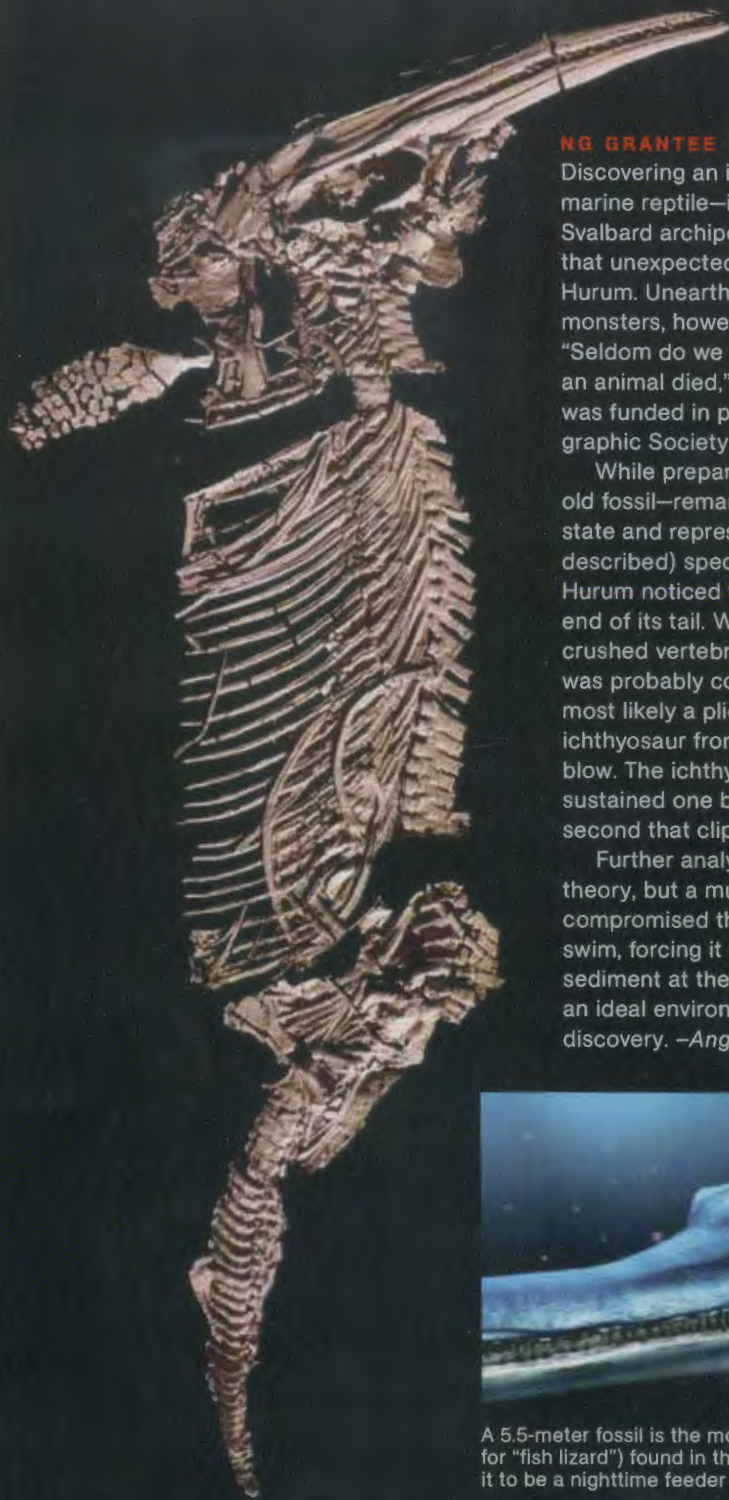 NG GRANTEE
Discovering an i
marine reptile—i
Svalbard archipe
that unexpected
Hurum. Unearth
monsters, howe
"Seldom do we
an animal died,"
was funded in p
graphic Society
While prepar
old fossil—remar
state and repres
described) spec
Hurum noticed
end of its tail. W
crushed vertebr
was probably co
most likely a plio
ichthyosaur fron
blow. The ichthy
sustained one b
second that clip
Further analy
theory, but a mu
compromised th
swim, forcing it
sediment at the
an ideal environ
discovery. —Ang
A 5.5-meter fossil is the mo
for "fish lizard") found in th
it to be a nighttime feeder